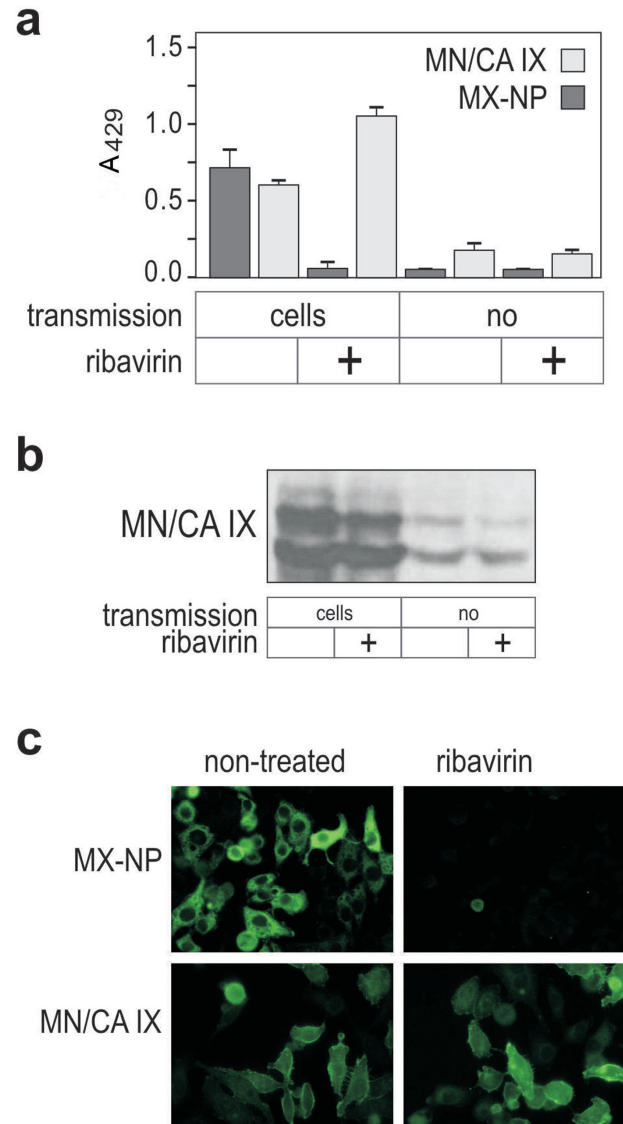 a
1.5
MN/CA IX
MX-NP
1.0
A429
0.5
0.0
transmission cells no
ribavirin + +
b
MN/CA IX
transmission cells no
ribavirin + +
c
non-treated ribavirin
MX-NP
MN/CA IX